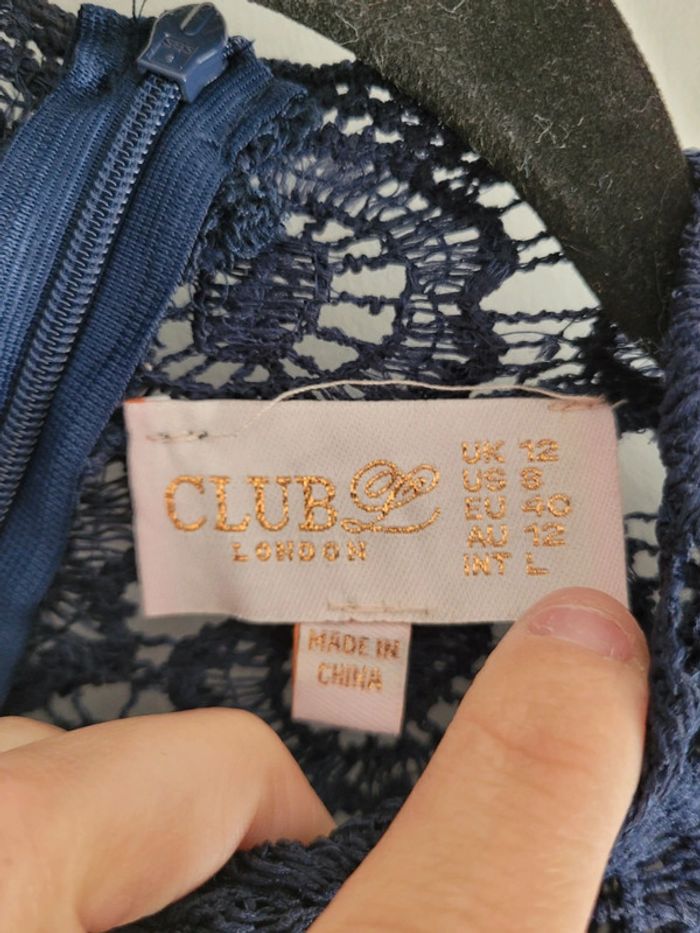 CLUB L
LONDON
UK 12
US 8
EU 40
AU 12
INT L
MADE IN
CHINA